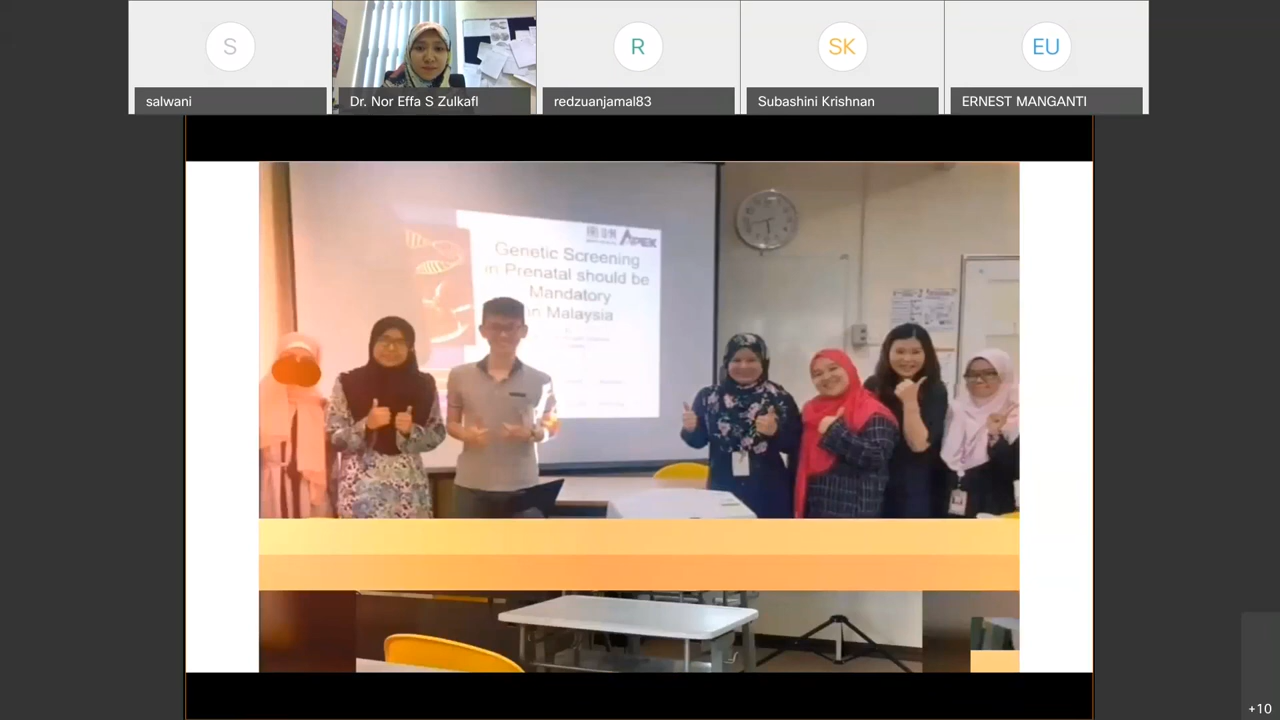 S
R
SK
EU
salwani
Dr. Nor Effa S Zulkafl
redzuanjamal83
Subashini Krishnan
ERNEST MANGANTI
APEK
Genetic Screening
in Prenatal should be
Mandatory
in Malaysia
+10